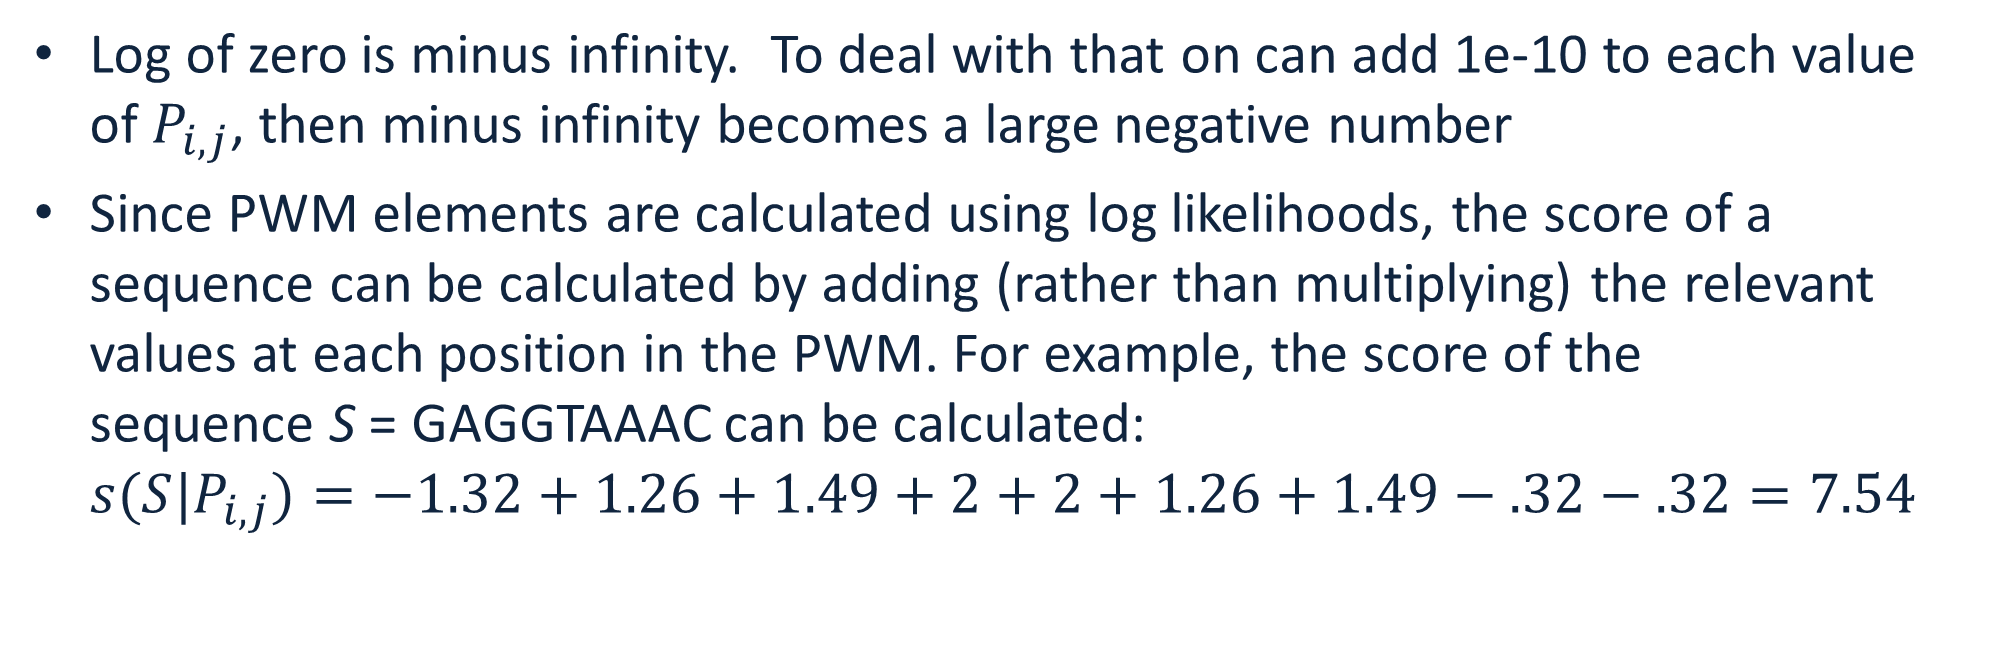 • Log of zero is minus infinity.  To deal with that on can add 1e-10 to each value
of P_{i,j}, then minus infinity becomes a large negative number
• Since PWM elements are calculated using log likelihoods, the score of a
sequence can be calculated by adding (rather than multiplying) the relevant
values at each position in the PWM. For example, the score of the
sequence S = GAGGTAAAC can be calculated:
s(S|P_{i,j}) = −1.32 + 1.26 + 1.49 + 2 + 2 + 1.26 + 1.49 − .32 − .32 = 7.54